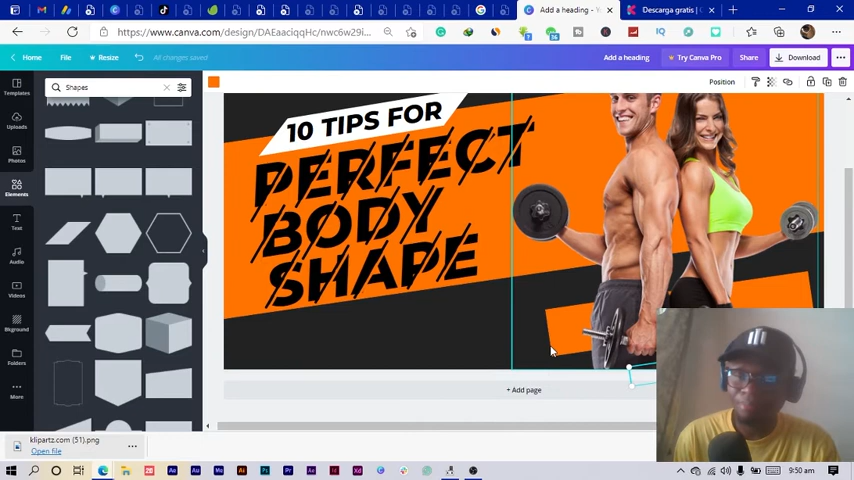 Add a heading - Yo
Descarga gratis |
https://www.canva.com/design/DAEaaciqqHc/nwc6w29i...
Home
File
Resize
All changes saved
Add a heading
Try Canva Pro
Share
Download
Templates
Shapes
Position
Uploads
Photos
Elements
Text
Audio
Videos
Bkground
Folders
More
10 TIPS FOR
PERFECT
BODY
SHAPE
+ Add page
klipartz.com (51).png
Open file
9:50 am